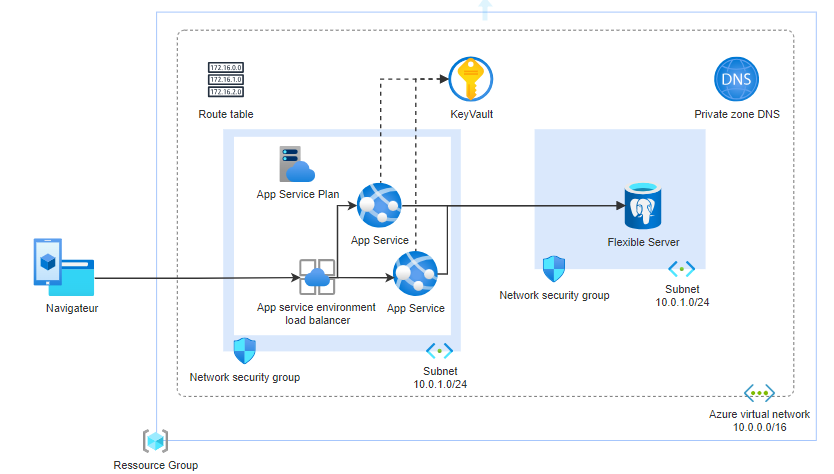 172.16.0.0
172.16.1.0
172.16.2.0
Route table
KeyVault
DNS
Private zone DNS
App Service Plan
App Service
Flexible Server
Network security group
Subnet
10.0.1.0/24
Navigateur
App service environment
load balancer
App Service
Network security group
Subnet
10.0.1.0/24
Azure virtual network
10.0.0.0/16
Ressource Group